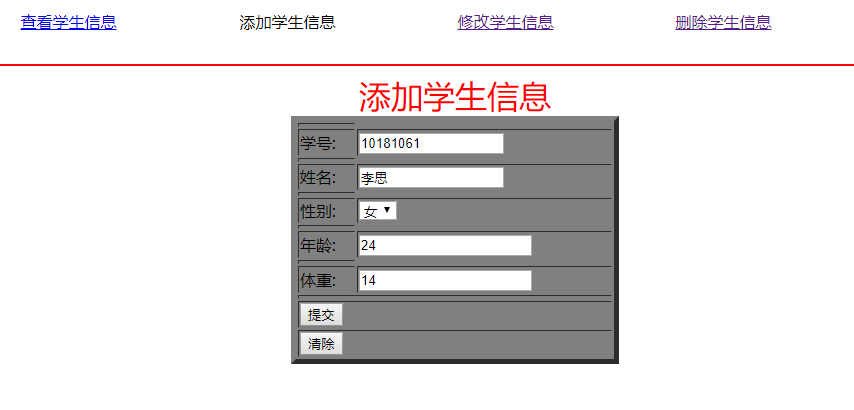 查看学生信息 添加学生信息 修改学生信息 删除学生信息
添加学生信息
学号: 10181061
姓名: 李思
性别: 女
年龄: 24
体重: 14
提交
清除